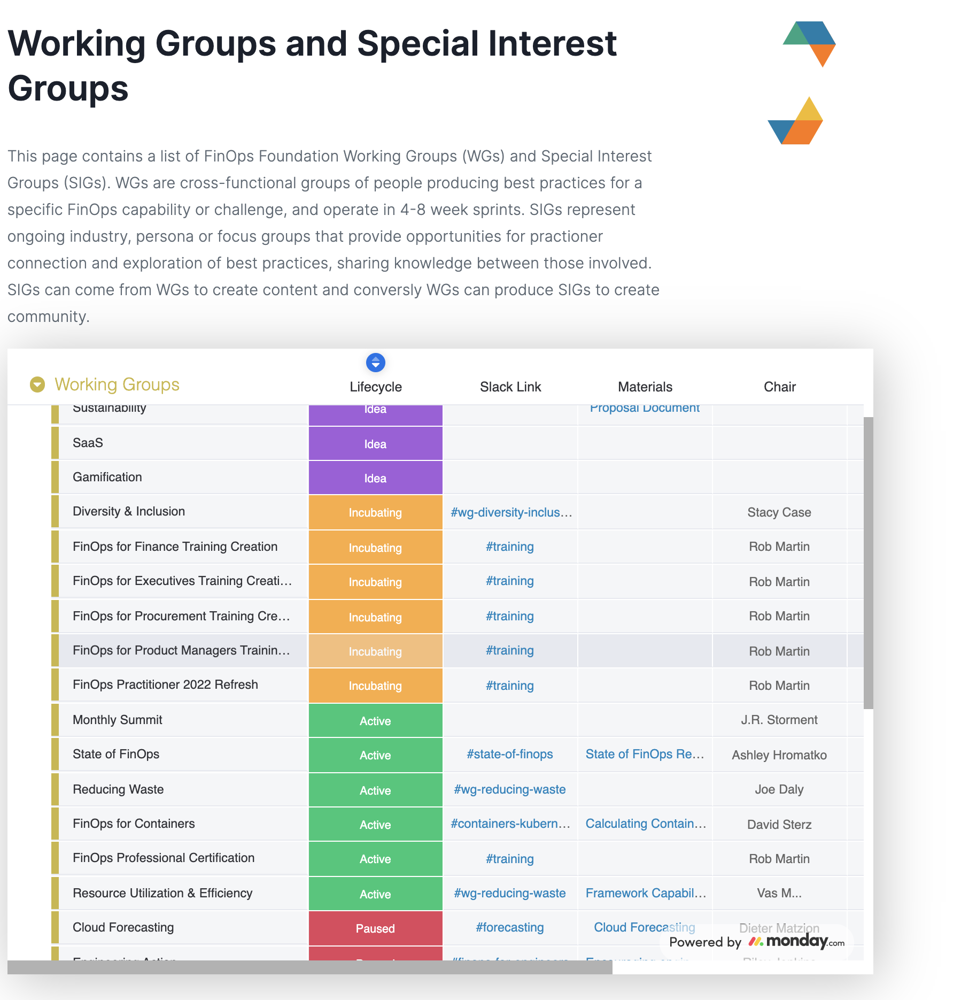 Working Groups and Special Interest
Groups
This page contains a list of FinOps Foundation Working Groups (WGs) and Special Interest
Groups (SIGs). WGs are cross-functional groups of people producing best practices for a
specific FinOps capability or challenge, and operate in 4-8 week sprints. SIGs represent
ongoing industry, persona or focus groups that provide opportunities for practioner
connection and exploration of best practices, sharing knowledge between those involved.
SIGs can come from WGs to create content and conversly WGs can produce SIGs to create
community.
Working Groups Lifecycle Slack Link Materials Chair
Sustainability Idea Proposal Document
SaaS Idea
Gamification Idea
Diversity & Inclusion Incubating #wg-diversity-inclus... Stacy Case
FinOps for Finance Training Creation Incubating #training Rob Martin
FinOps for Executives Training Creati... Incubating #training Rob Martin
FinOps for Procurement Training Cre... Incubating #training Rob Martin
FinOps for Product Managers Trainin... Incubating #training Rob Martin
FinOps Practitioner 2022 Refresh Incubating #training Rob Martin
Monthly Summit Active J.R. Storment
State of FinOps Active #state-of-finops State of FinOps Re... Ashley Hromatko
Reducing Waste Active #wg-reducing-waste Joe Daly
FinOps for Containers Active #containers-kubern... Calculating Contain... David Sterz
FinOps Professional Certification Active #training Rob Martin
Resource Utilization & Efficiency Active #wg-reducing-waste Framework Capabil... Vas M...
Cloud Forecasting Paused #forecasting Cloud Forecasting Dieter Matzion
Powered by monday.com